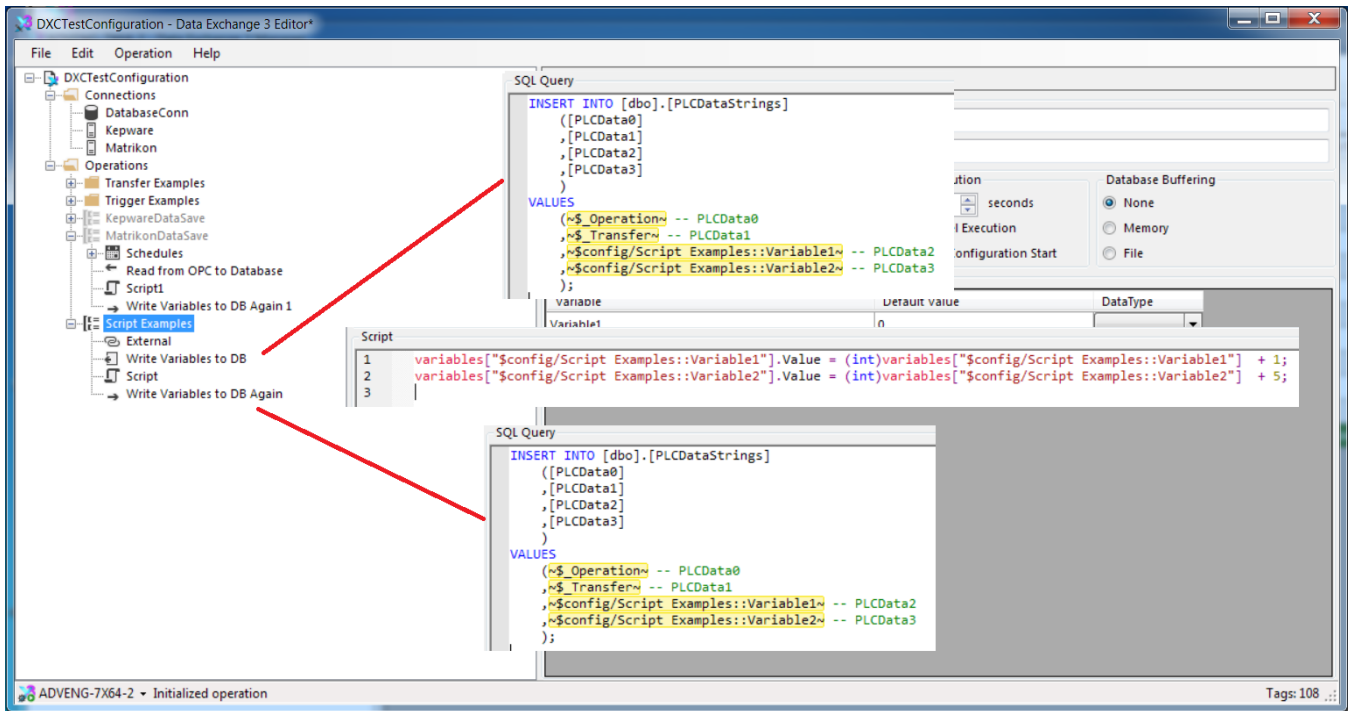 DXCTestConfiguration - Data Exchange 3 Editor*
File Edit Operation Help
DXCTestConfiguration
Connections
DatabaseConn
Kepware
Matrikon
Operations
Transfer Examples
Trigger Examples
KepwareDataSave
MatrikonDataSave
Schedules
Read from OPC to Database
Script1
Write Variables to DB Again 1
Script Examples
External
Write Variables to DB
Script
Write Variables to DB Again
SQL Query
INSERT INTO [dbo].[PLCDataStrings]
([PLCData0]
,[PLCData1]
,[PLCData2]
,[PLCData3]
)
VALUES
(~$_Operation~ -- PLCData0
,~$_Transfer~ -- PLCData1
,~$config/Script Examples::Variable1~ -- PLCData2
,~$config/Script Examples::Variable2~ -- PLCData3
);
seconds
Execution
onfiguration Start
Database Buffering
None
Memory
File
Variable Default Value DataType
Variable1 0
Script
1 variables["$config/Script Examples::Variable1"].Value = (int)variables["$config/Script Examples::Variable1"] + 1;
2 variables["$config/Script Examples::Variable2"].Value = (int)variables["$config/Script Examples::Variable2"] + 5;
3
SQL Query
INSERT INTO [dbo].[PLCDataStrings]
([PLCData0]
,[PLCData1]
,[PLCData2]
,[PLCData3]
)
VALUES
(~$_Operation~ -- PLCData0
,~$_Transfer~ -- PLCData1
,~$config/Script Examples::Variable1~ -- PLCData2
,~$config/Script Examples::Variable2~ -- PLCData3
);
ADVENG-7X64-2 Initialized operation Tags: 108